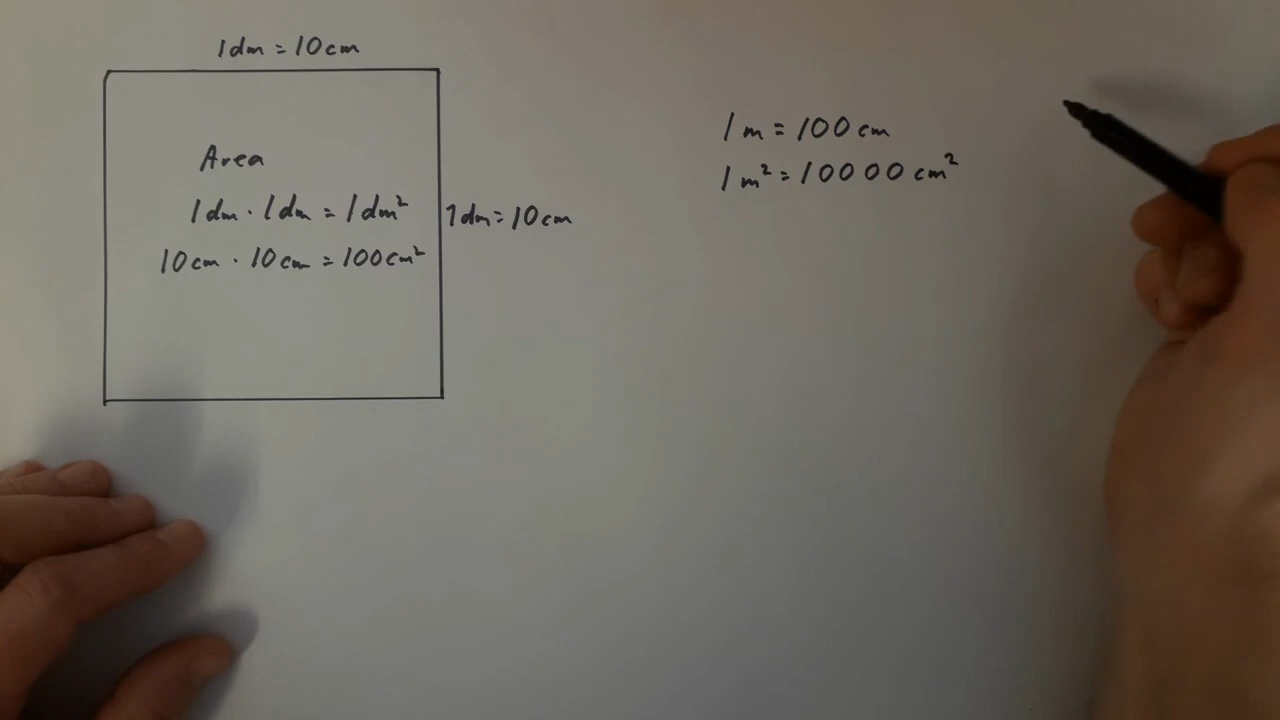 1dm = 10cm
Area
1dm · 1dm = 1dm²
10cm · 10cm = 100cm²
1dm = 10cm
1m = 100cm
1m² = 10000 cm²